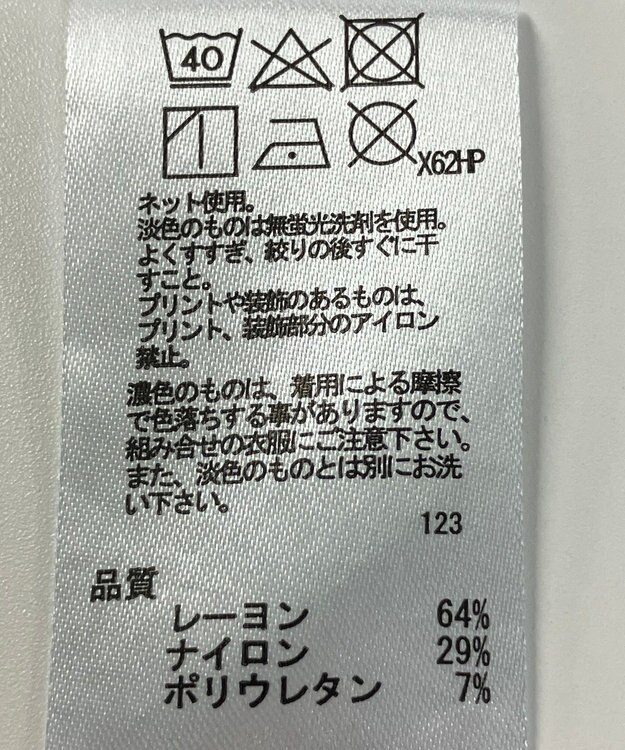 40
X62HP
ネット使用。
淡色のものは無蛍光洗剤を使用。
よくすすぎ、絞りの後すぐに干
すこと。
プリントや装飾のあるものは、
プリント、装飾部分のアイロン
禁止。
濃色のものは、着用による摩擦
で色落ちする事がありますので、
組み合せの衣服にご注意下さい。
また、淡色のものとは別にお洗
い下さい。
123
品質
レーヨン 64%
ナイロン 29%
ポリウレタン 7%